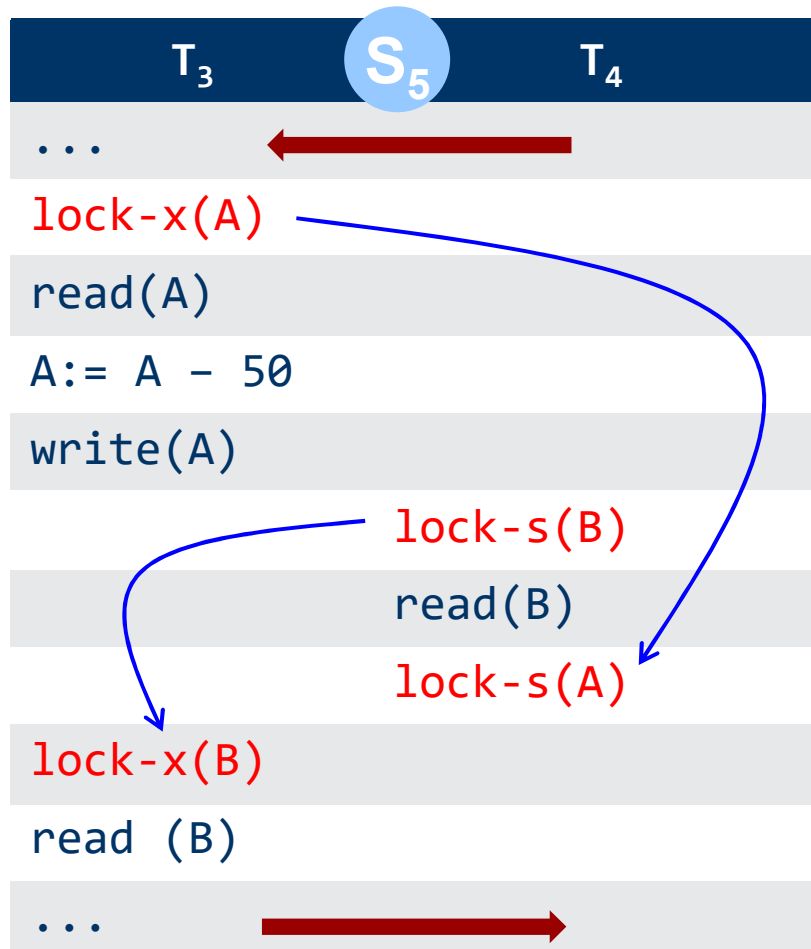 T₃ S₅ T₄
...
lock-x(A)
read(A)
A:= A – 50
write(A)
lock-s(B)
read(B)
lock-s(A)
lock-x(B)
read (B)
...